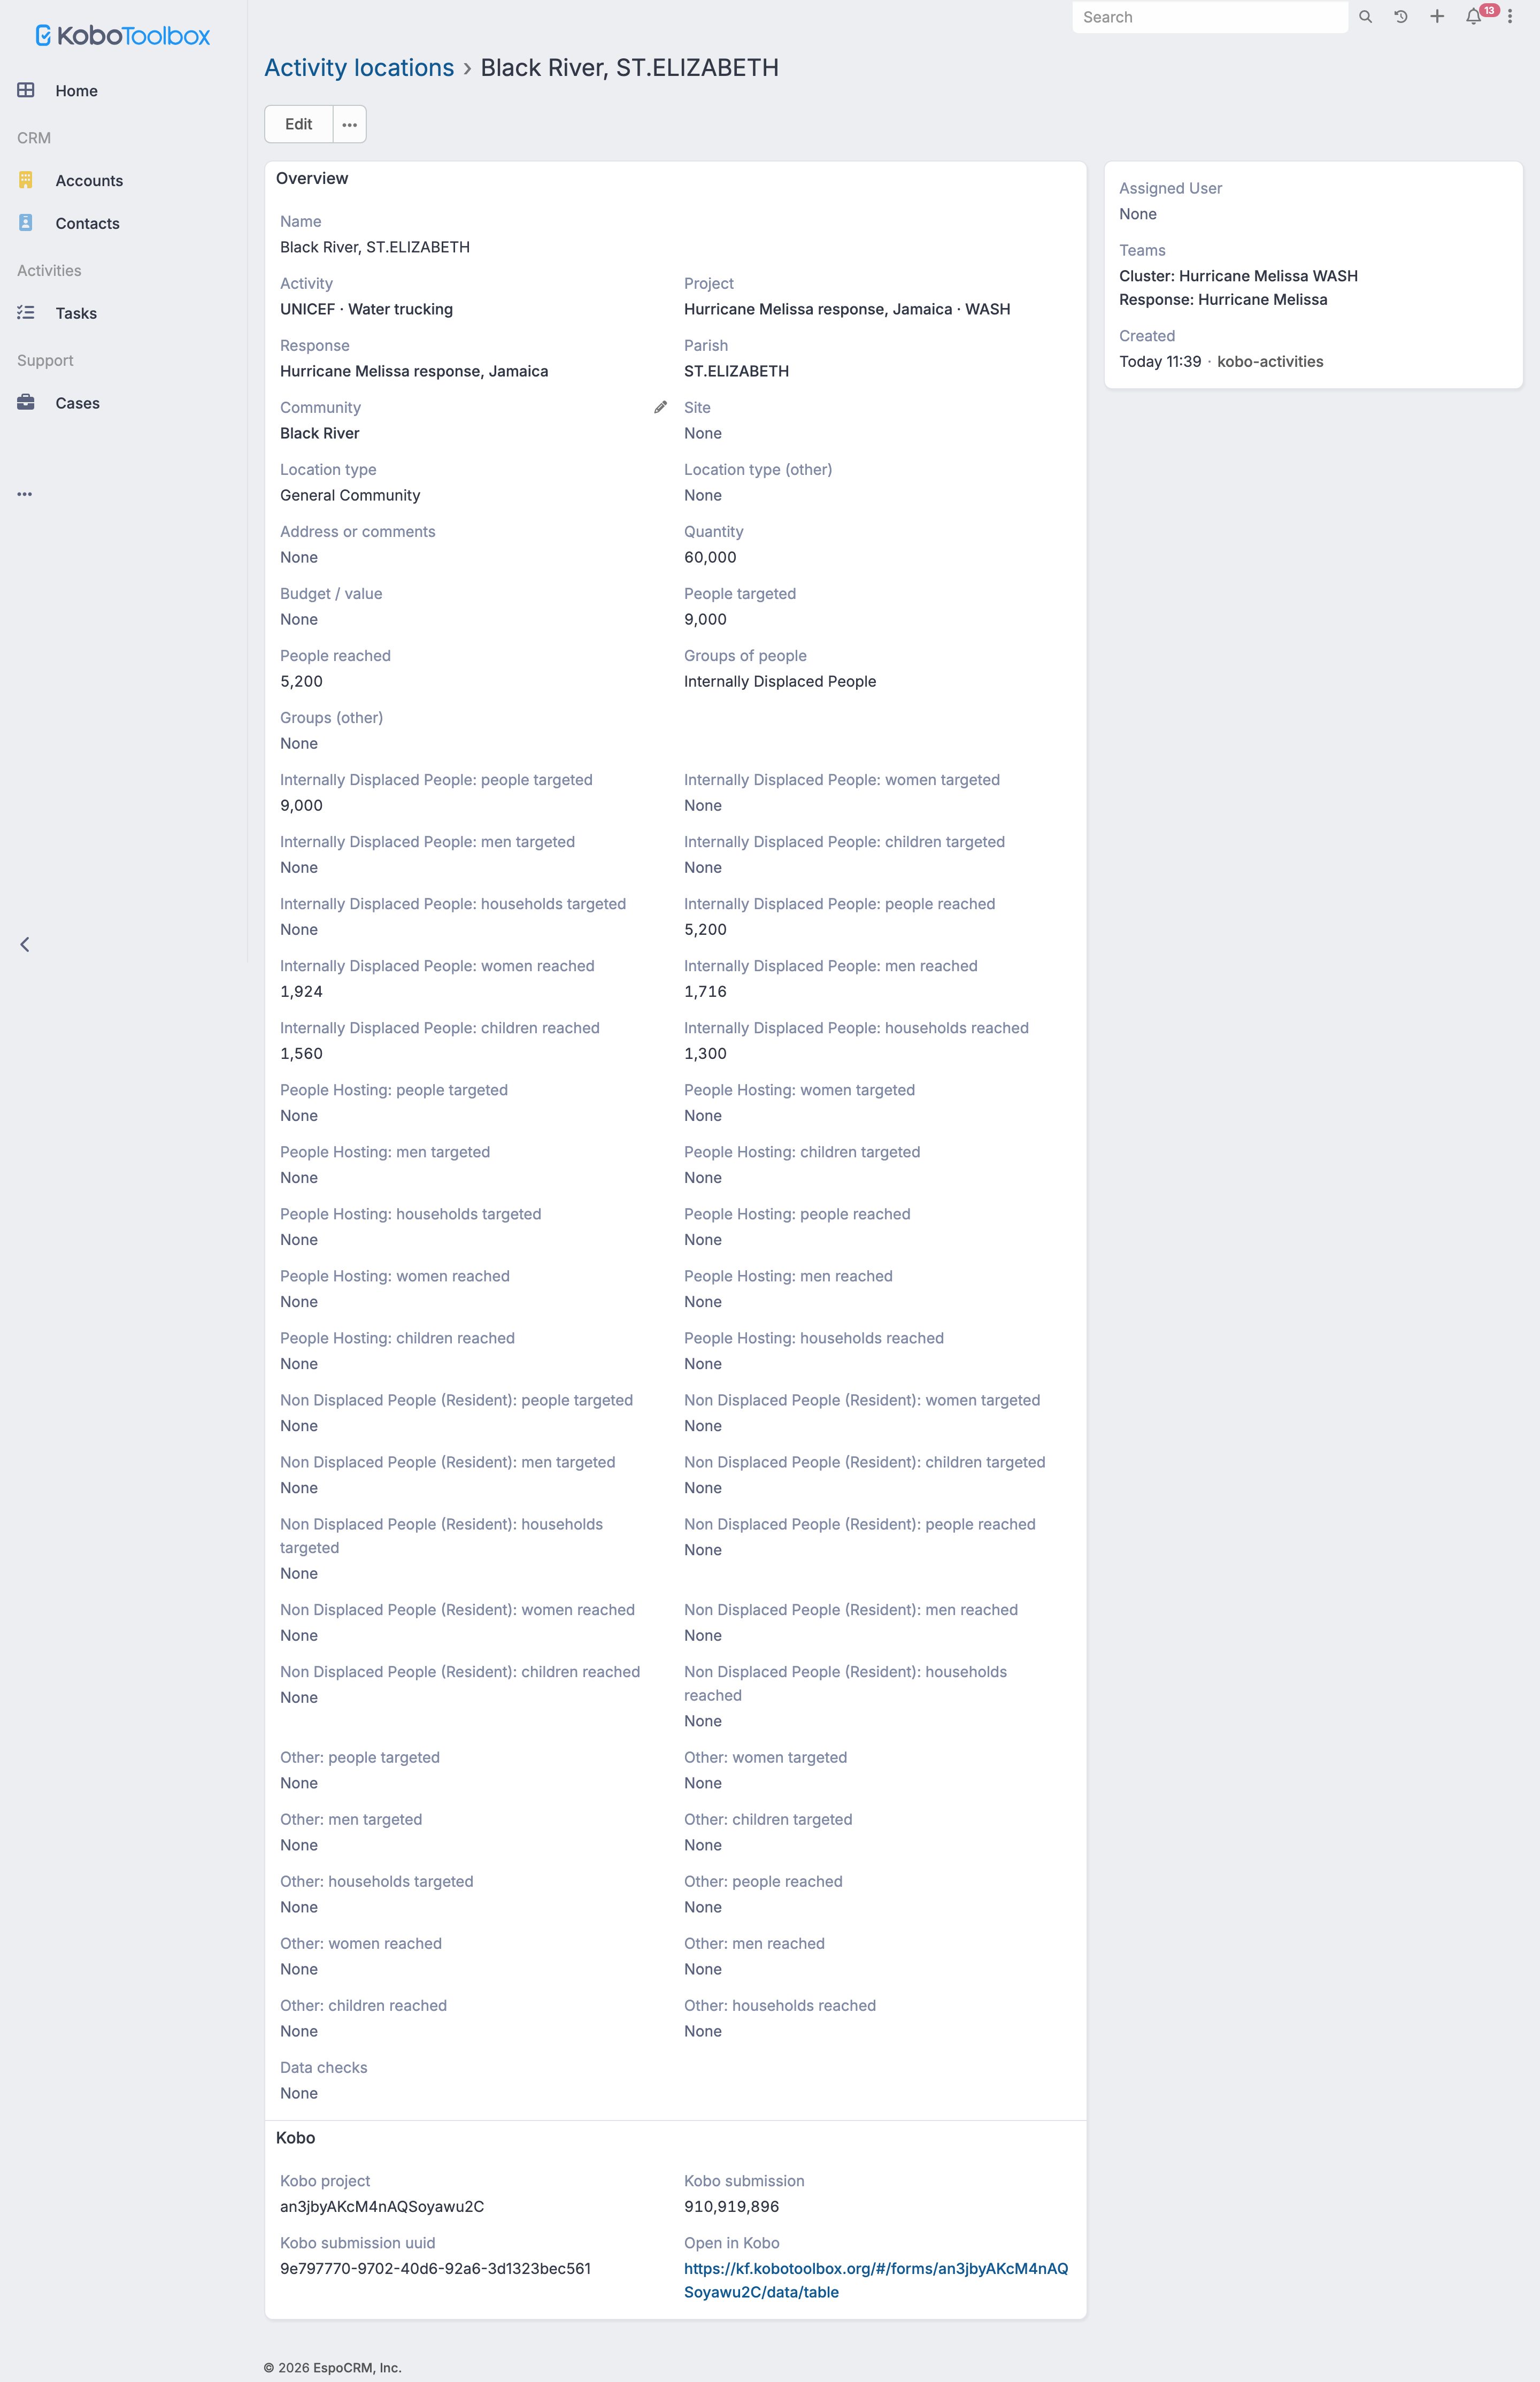 KoboToolbox
Search
13
Home
CRM
Accounts
Contacts
Activities
Tasks
Support
Cases
Activity locations › Black River, ST.ELIZABETH
Edit
Overview
Name
Black River, ST.ELIZABETH
Activity
UNICEF · Water trucking
Project
Hurricane Melissa response, Jamaica · WASH
Response
Hurricane Melissa response, Jamaica
Parish
ST.ELIZABETH
Community
Black River
Site
None
Location type
General Community
Location type (other)
None
Address or comments
None
Quantity
60,000
Budget / value
None
People targeted
9,000
People reached
5,200
Groups of people
Internally Displaced People
Groups (other)
None
Internally Displaced People: people targeted
9,000
Internally Displaced People: women targeted
None
Internally Displaced People: men targeted
None
Internally Displaced People: children targeted
None
Internally Displaced People: households targeted
None
Internally Displaced People: people reached
5,200
Internally Displaced People: women reached
1,924
Internally Displaced People: men reached
1,716
Internally Displaced People: children reached
1,560
Internally Displaced People: households reached
1,300
People Hosting: people targeted
None
People Hosting: women targeted
None
People Hosting: men targeted
None
People Hosting: children targeted
None
People Hosting: households targeted
None
People Hosting: people reached
None
People Hosting: women reached
None
People Hosting: men reached
None
People Hosting: children reached
None
People Hosting: households reached
None
Non Displaced People (Resident): people targeted
None
Non Displaced People (Resident): women targeted
None
Non Displaced People (Resident): men targeted
None
Non Displaced People (Resident): children targeted
None
Non Displaced People (Resident): households
targeted
None
Non Displaced People (Resident): people reached
None
Non Displaced People (Resident): women reached
None
Non Displaced People (Resident): men reached
None
Non Displaced People (Resident): children reached
None
Non Displaced People (Resident): households
reached
None
Other: people targeted
None
Other: women targeted
None
Other: men targeted
None
Other: children targeted
None
Other: households targeted
None
Other: people reached
None
Other: women reached
None
Other: men reached
None
Other: children reached
None
Other: households reached
None
Data checks
None
Kobo
Kobo project
an3jbyAKcM4nAQSoyawu2C
Kobo submission
910,919,896
Kobo submission uuid
9e797770-9702-40d6-92a6-3d1323bec561
Open in Kobo
https://kf.kobotoolbox.org/#/forms/an3jbyAKcM4nAQ
Soyawu2C/data/table
Assigned User
None
Teams
Cluster: Hurricane Melissa WASH
Response: Hurricane Melissa
Created
Today 11:39 · kobo-activities
© 2026 EspoCRM, Inc.